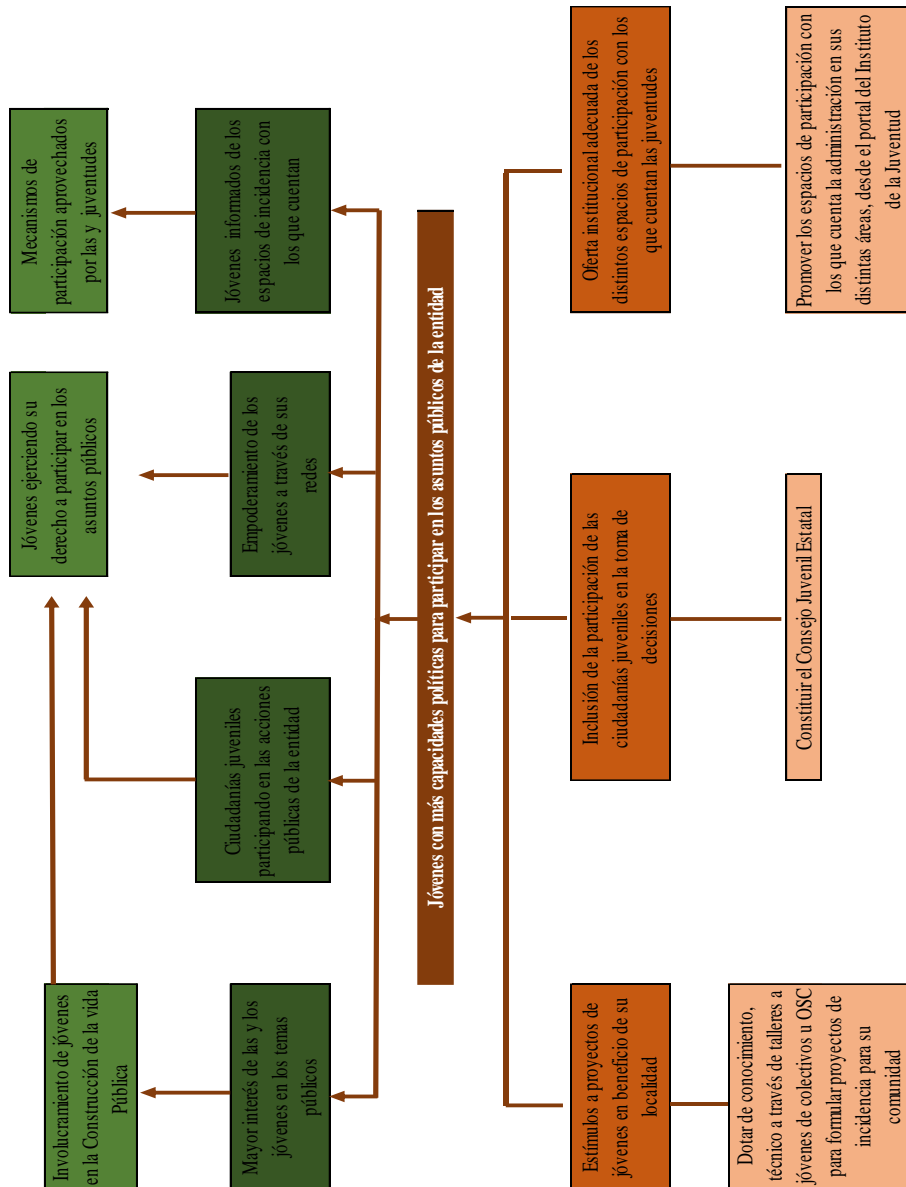 Involucramiento de jóvenes
en la Construcción de la vida
Pública
Jóvenes ejerciendo su
derecho a participar en los
asuntos públicos
Mecanismos de
participación aprovechados
por las y juventudes
Mayor interés de las y los
jóvenes en los temas
públicos
Ciudadanías juveniles
participando en las acciones
públicas de la entidad
Empoderamiento de los
jóvenes a través de sus
redes
Jóvenes informados de los
espacios de incidencia con
los que cuentan
Jóvenes con más capacidades políticas para participar en los asuntos públicos de la entidad
Estímulos a proyectos de
jóvenes en beneficio de su
localidad
Inclusión de la participación de las
ciudadanías juveniles en la toma de
decisiones
Oferta institucional adecuada de los
distintos espacios de participación con los
que cuentan las juventudes
Dotar de conocimiento,
técnico a través de talleres a
jóvenes de colectivos u OSC
para formular proyectos de
incidencia para su
comunidad
Constituir el Consejo Juvenil Estatal
Promover los espacios de participación con
los que cuenta la administración en sus
distintas áreas, desde el portal del Instituto
de la Juventud